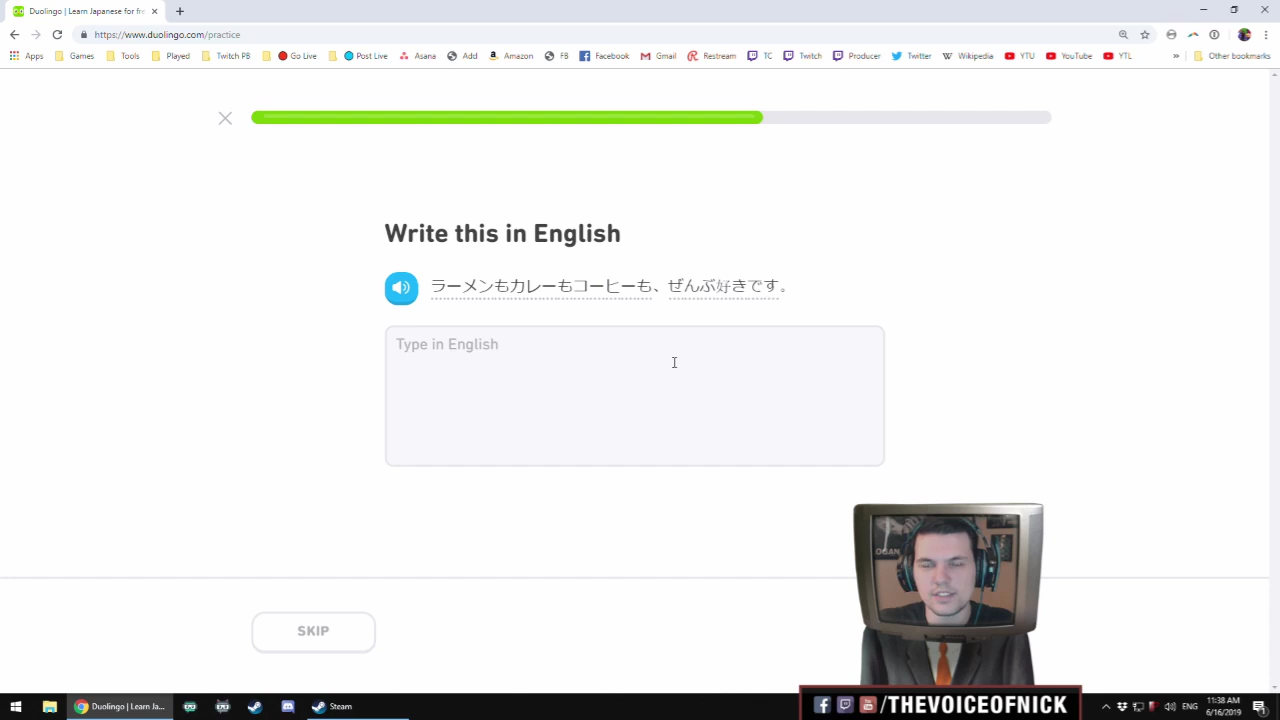 Duolingo | Learn Japanese for fre
https://www.duolingo.com/practice
Apps Games Tools Played Twitch PB Go Live Post Live Asana Add Amazon FB Facebook Gmail Restream TC Twitch Producer Twitter Wikipedia YTU YouTube YTL » Other bookmarks
Write this in English
ラーメンもカレーもコーヒーも、ぜんぶ好きです。
Type in English
SKIP
/THEVOICEOFNICK
Duolingo | Learn Ja... Steam ENG 11:38 AM
6/16/2019